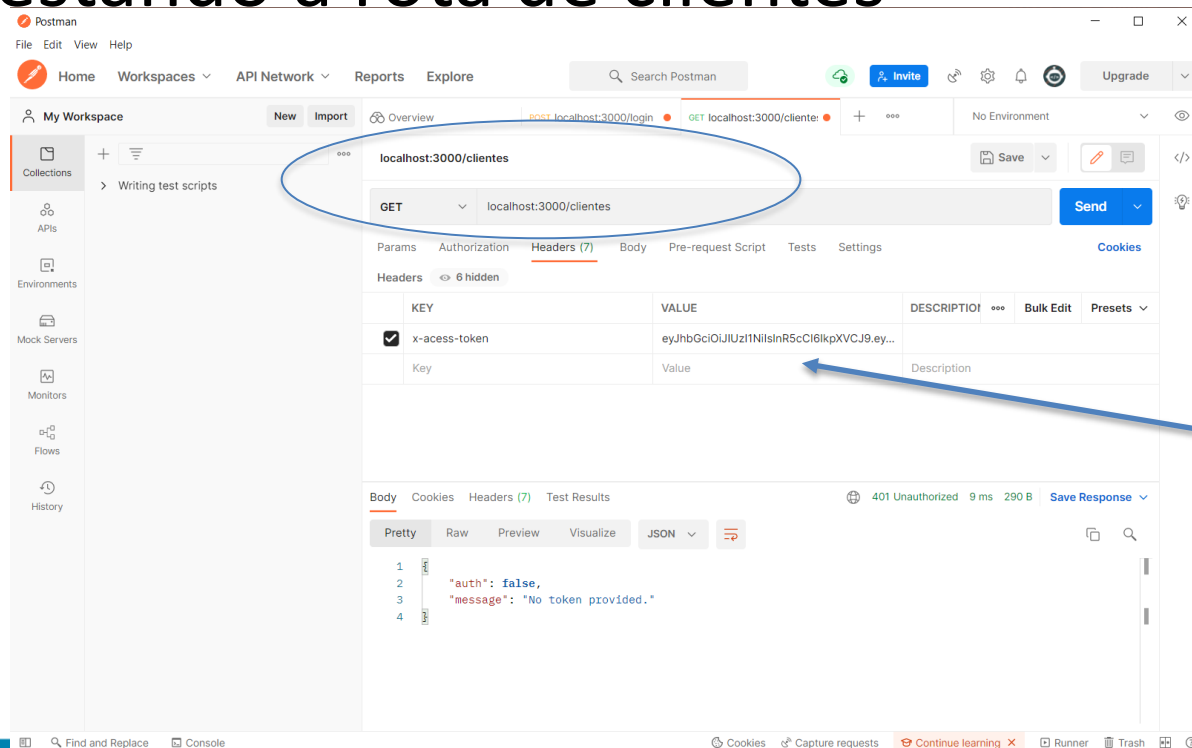 estando a rota de clientes
Postman
File Edit View Help
Home Workspaces API Network Reports Explore Search Postman Invite Upgrade
My Workspace New Import Overview POST localhost:3000/login GET localhost:3000/clientes No Environment
localhost:3000/clientes Save
Collections
Writing test scripts
GET localhost:3000/clientes Send
APIs
Params Authorization Headers (7) Body Pre-request Script Tests Settings Cookies
Headers 6 hidden
Environments
KEY VALUE DESCRIPTION Bulk Edit Presets
Mock Servers
x-acess-token eyJhbGciOiJIUzI1NiIsInR5cCI6IkpXVCJ9.ey...
Key Value Description
Monitors
Flows
History
Body Cookies Headers (7) Test Results 401 Unauthorized 9 ms 290 B Save Response
Pretty Raw Preview Visualize JSON
1 {
2 "auth": false,
3 "message": "No token provided."
4 }
Find and Replace Console Cookies Capture requests Continue learning Runner Trash